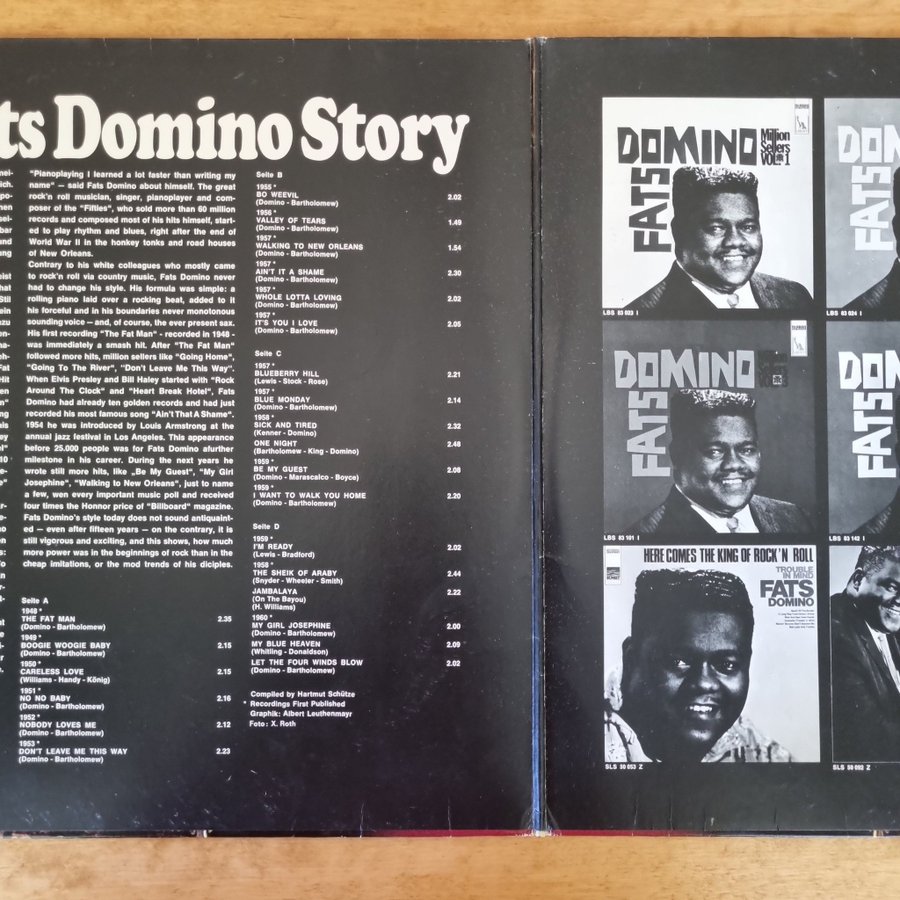 ts Domino Story
"Pianoplaying I learned a lot faster than writing my
name" — said Fats Domino about himself. The great
rock'n roll musician, singer, pianoplayer and com-
poser of the "Fifties", who sold more than 60 million
records and composed most of his hits himself, start-
ed to play rhythm and blues, right after the end of
World War II in the honkey tonks and road houses
of New Orleans.
Contrary to his white colleagues who mostly came
to rock'n roll via country music, Fats Domino never
had to change his style. His formula was simple: a
rolling piano laid over a rocking beat, added to it
his forceful and in his boundaries never monotonous
sounding voice — and, of course, the ever present sax.
His first recording "The Fat Man" - recorded in 1948 -
was immediately a smash hit. After "The Fat Man"
followed more hits, million sellers like "Going Home",
"Going To The River", "Don't Leave Me This Way".
When Elvis Presley and Bill Haley started with "Rock
Around The Clock" and "Heart Break Hotel", Fats
Domino had already ten golden records and had just
recorded his most famous song "Ain't That A Shame".
1954 he was introduced by Louis Armstrong at the
annual jazz festival in Los Angeles. This appearance
before 25.000 people was for Fats Domino afurther
milestone in his career. During the next years he
wrote still more hits, like „Be My Guest", "My Girl
Josephine", "Walking to New Orleans", just to name
a few, wen every important music poll and received
four times the Honnor price of "Billboard" magazine.
Fats Domino's style today does not sound antiquaint-
ed — even after fifteen years — on the contrary, it is
still vigorous and exciting, and this shows, how much
more power was in the beginnings of rock than in the
cheap imitations, or the mod trends of his diciples.
Seite A
1948 *
THE FAT MAN 2.35
(Domino - Bartholomew)
1949 *
BOOGIE WOOGIE BABY 2.15
(Domino - Bartholomew)
1950 *
CARELESS LOVE 2.15
(Williams - Handy - König)
1951 *
NO NO BABY 2.16
(Domino - Bartholomew)
1952 *
NOBODY LOVES ME 2.12
(Domino - Bartholomew)
1953 *
DON'T LEAVE ME THIS WAY 2.23
(Domino - Bartholomew)
Seite B
1955 *
BO WEEVIL 2.02
(Domino - Bartholomew)
1956 *
VALLEY OF TEARS 1.49
(Domino - Bartholomew)
1957 *
WALKING TO NEW ORLEANS 1.54
(Domino - Bartholomew)
1957 *
AIN'T IT A SHAME 2.30
(Domino - Bartholomew)
1957 *
WHOLE LOTTA LOVING 2.02
(Domino - Bartholomew)
1957 *
IT'S YOU I LOVE 2.05
(Domino - Bartholomew)
Seite C
1957 *
BLUEBERRY HILL 2.21
(Lewis - Stock - Rose)
1957 *
BLUE MONDAY 2.14
(Domino - Bartholomew)
1958 *
SICK AND TIRED 2.32
(Kenner - Domino)
ONE NIGHT 2.48
(Bartholomew - King - Domino)
1959 *
BE MY GUEST 2.08
(Domino - Marascalco - Boyce)
1959 *
I WANT TO WALK YOU HOME 2.20
(Domino - Bartholomew)
Seite D
1959 *
I'M READY 2.02
(Lewis - Bradford)
1958 *
THE SHEIK OF ARABY 2.44
(Snyder - Wheeler - Smith)
JAMBALAYA 2.22
(On The Bayou)
(H. Williams)
1960 *
MY GIRL JOSEPHINE 2.00
(Domino - Bartholomew)
MY BLUE HEAVEN 2.09
(Whitling - Donaldson)
LET THE FOUR WINDS BLOW 2.02
(Domino - Bartholomew)
Compiled by Hartmut Schütze
* Recordings First Published
Graphik: Albert Leuthenmayr
Foto: X. Roth
FATS DOMINO
Million
Sellers
VOL. 1
LBS 83 023 I
LBS 83 024 I
FATS DOMINO
LBS 83 101 I
LBS 83 142 I
HERE COMES THE KING OF ROCK'N ROLL
TROUBLE
IN MIND
FATS
DOMINO
SLS 50 053 Z
SLS 50 092 Z